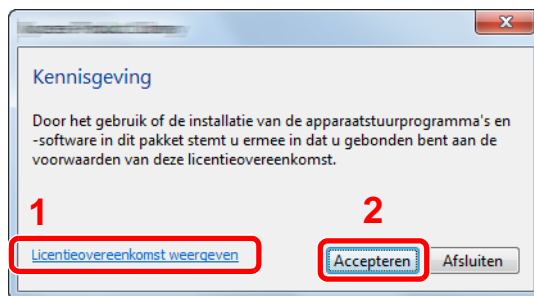 Kennisgeving
Door het gebruik of de installatie van de apparaatstuurprogramma's en
-software in dit pakket stemt u ermee in dat u gebonden bent aan de
voorwaarden van deze licentieovereenkomst.
1
2
Licentieovereenkomst weergeven
Accepteren
Afsluiten